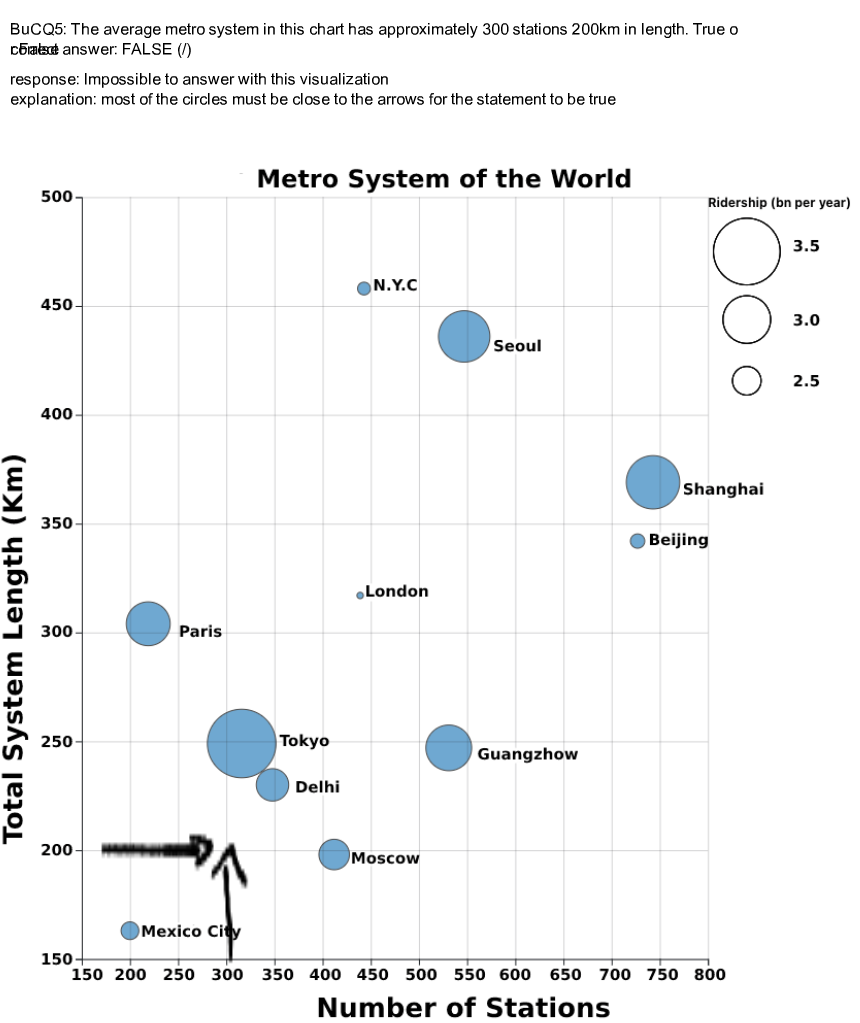 BuCQ5: The average metro system in this chart has approximately 300 stations 200km in length. True o
r False
correct answer: FALSE (/)
response: Impossible to answer with this visualization
explanation: most of the circles must be close to the arrows for the statement to be true
Metro System of the World
Ridership (bn per year)
3.5
3.0
2.5
Total System Length (Km)
500
450
400
350
300
250
200
150
N.Y.C
Seoul
Shanghai
Beijing
London
Paris
Tokyo
Guangzhow
Delhi
Moscow
Mexico City
150 200 250 300 350 400 450 500 550 600 650 700 750 800
Number of Stations